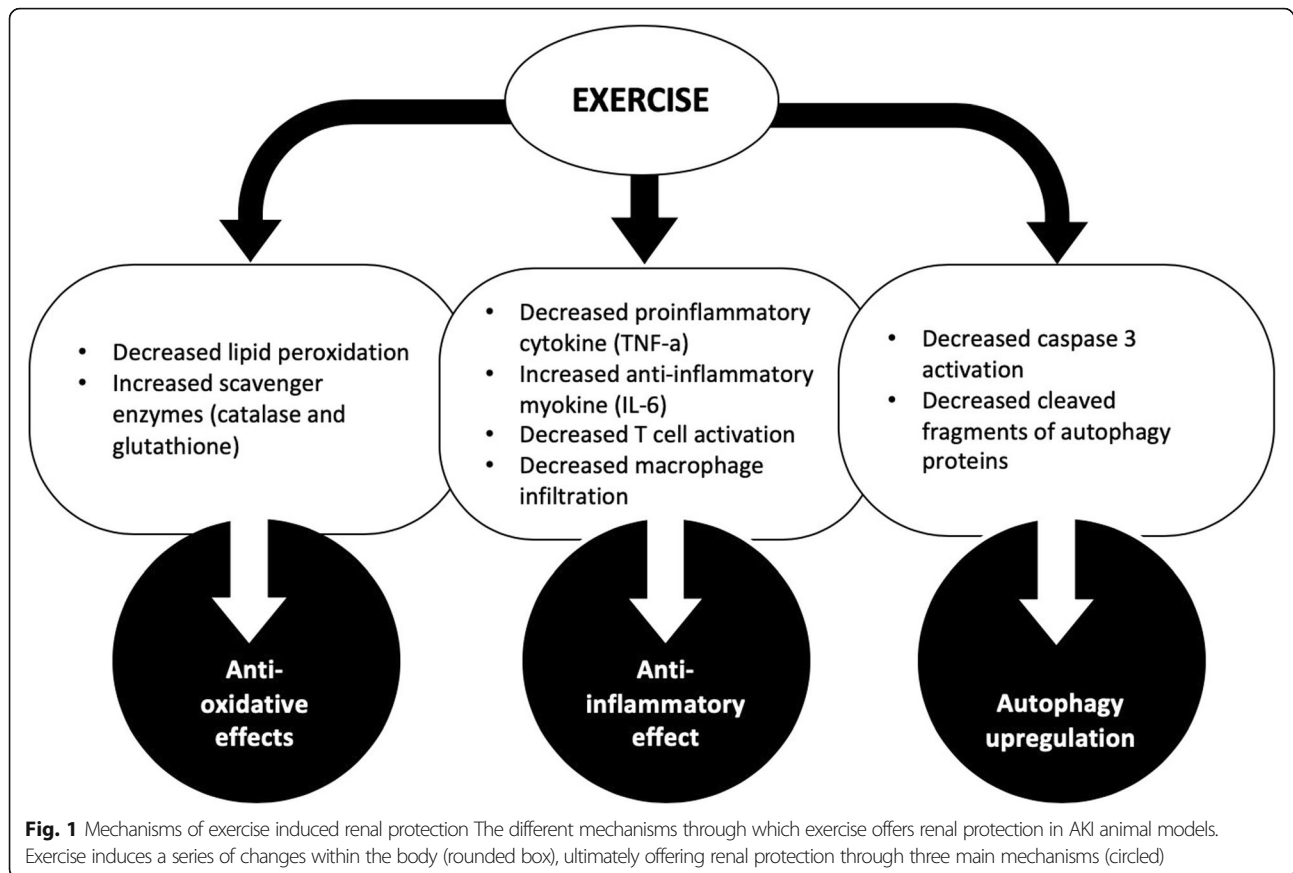 EXERCISE
• Decreased lipid peroxidation
• Increased scavenger
enzymes (catalase and
glutathione)
• Decreased proinflammatory
cytokine (TNF-a)
• Increased anti-inflammatory
myokine (IL-6)
• Decreased T cell activation
• Decreased macrophage
infiltration
• Decreased caspase 3
activation
• Decreased cleaved
fragments of autophagy
proteins
Anti-
oxidative
effects
Anti-
inflammatory
effect
Autophagy
upregulation
Fig. 1 Mechanisms of exercise induced renal protection The different mechanisms through which exercise offers renal protection in AKI animal models.
Exercise induces a series of changes within the body (rounded box), ultimately offering renal protection through three main mechanisms (circled)